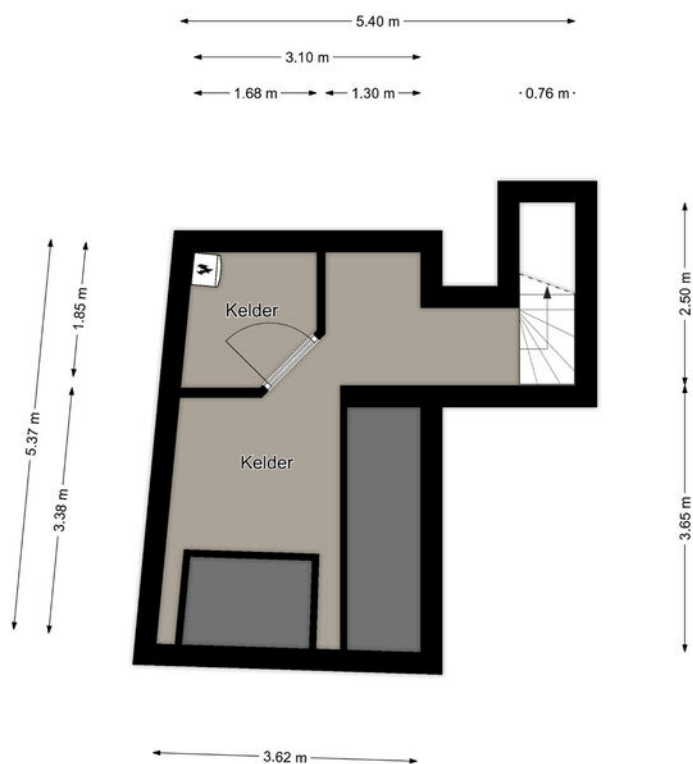 5.40 m
3.10 m
1.68 m
1.30 m
0.76 m
1.85 m
2.50 m
Kelder
5.37 m
3.38 m
Kelder
3.65 m
3.62 m